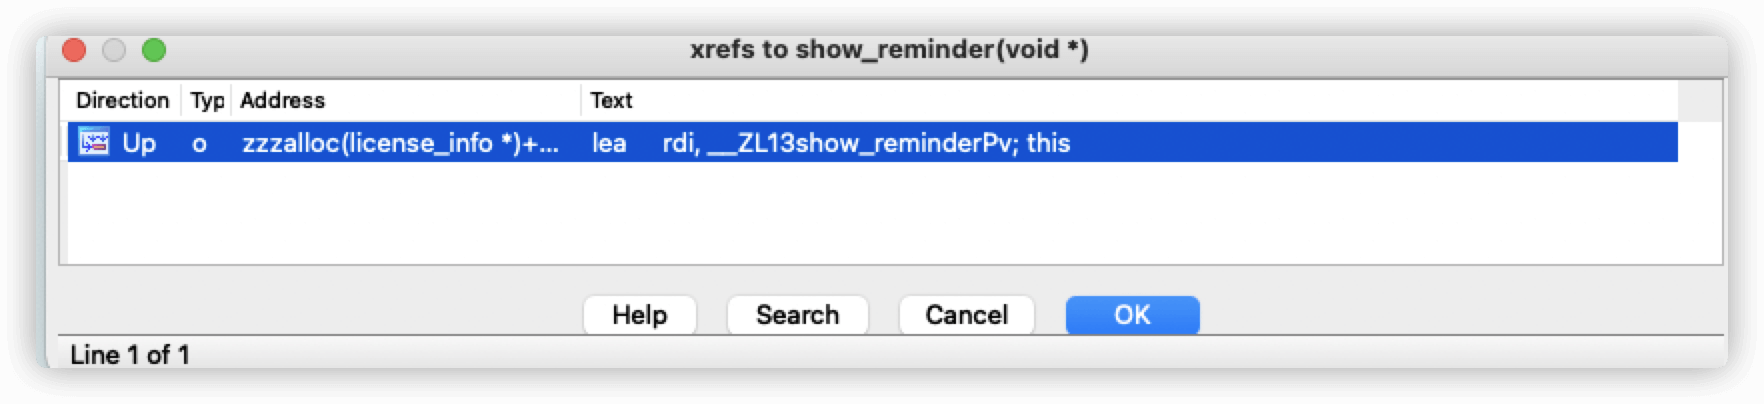 xrefs to show_reminder(void *)
Direction Typ Address Text
Up o zzzalloc(license_info *)+... lea rdi, __ZL13show_reminderPv; this
Help Search Cancel OK
Line 1 of 1